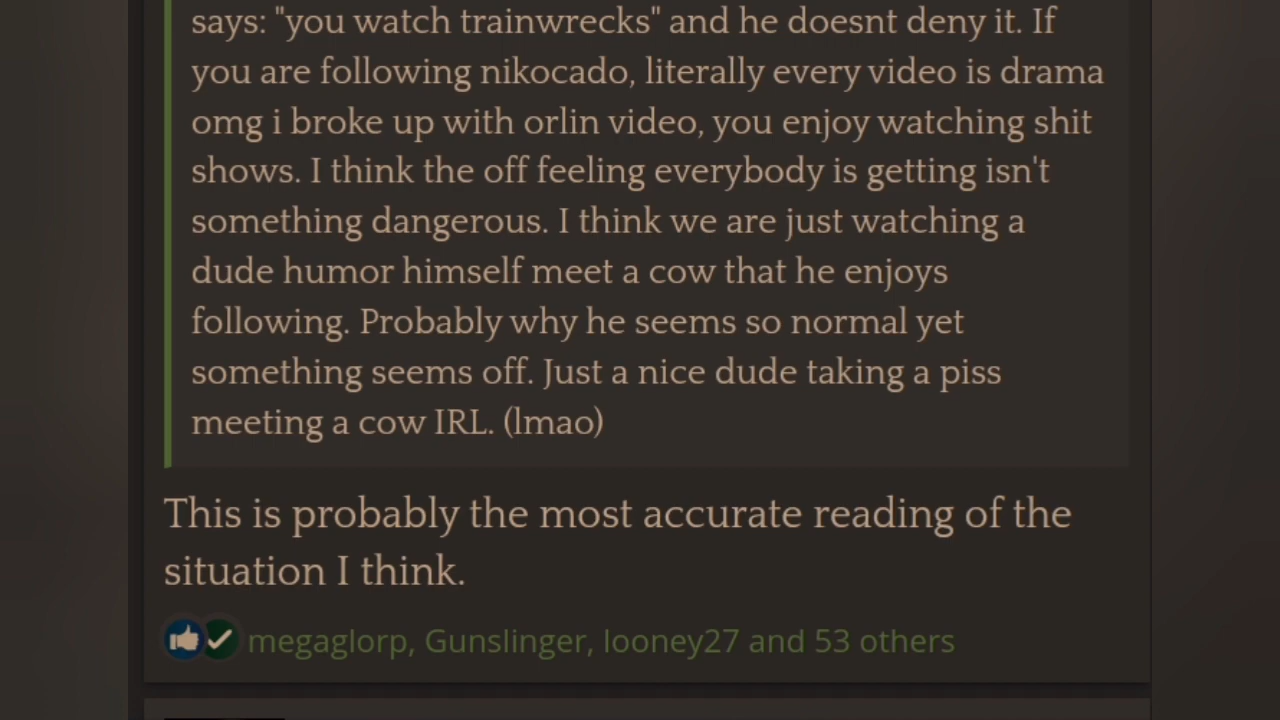 says: "you watch trainwrecks" and he doesnt deny it. If
you are following nikocado, literally every video is drama
omg i broke up with orlin video, you enjoy watching shit
shows. I think the off feeling everybody is getting isn't
something dangerous. I think we are just watching a
dude humor himself meet a cow that he enjoys
following. Probably why he seems so normal yet
something seems off. Just a nice dude taking a piss
meeting a cow IRL. (lmao)
This is probably the most accurate reading of the
situation I think.
megaglorp, Gunslinger, looney27 and 53 others